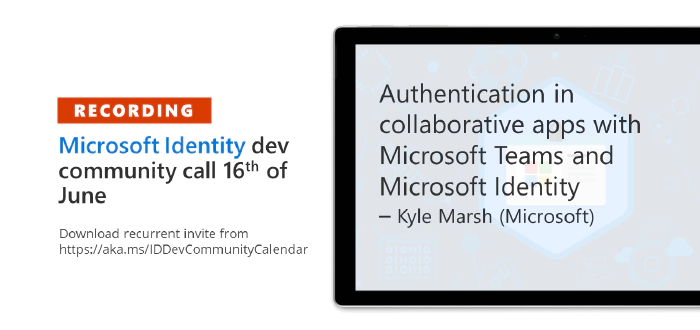 RECORDING
Microsoft Identity dev
community call 16th of
June
Download recurrent invite from
https://aka.ms/IDDevCommunityCalendar
Authentication in
collaborative apps with
Microsoft Teams and
Microsoft Identity
– Kyle Marsh (Microsoft)